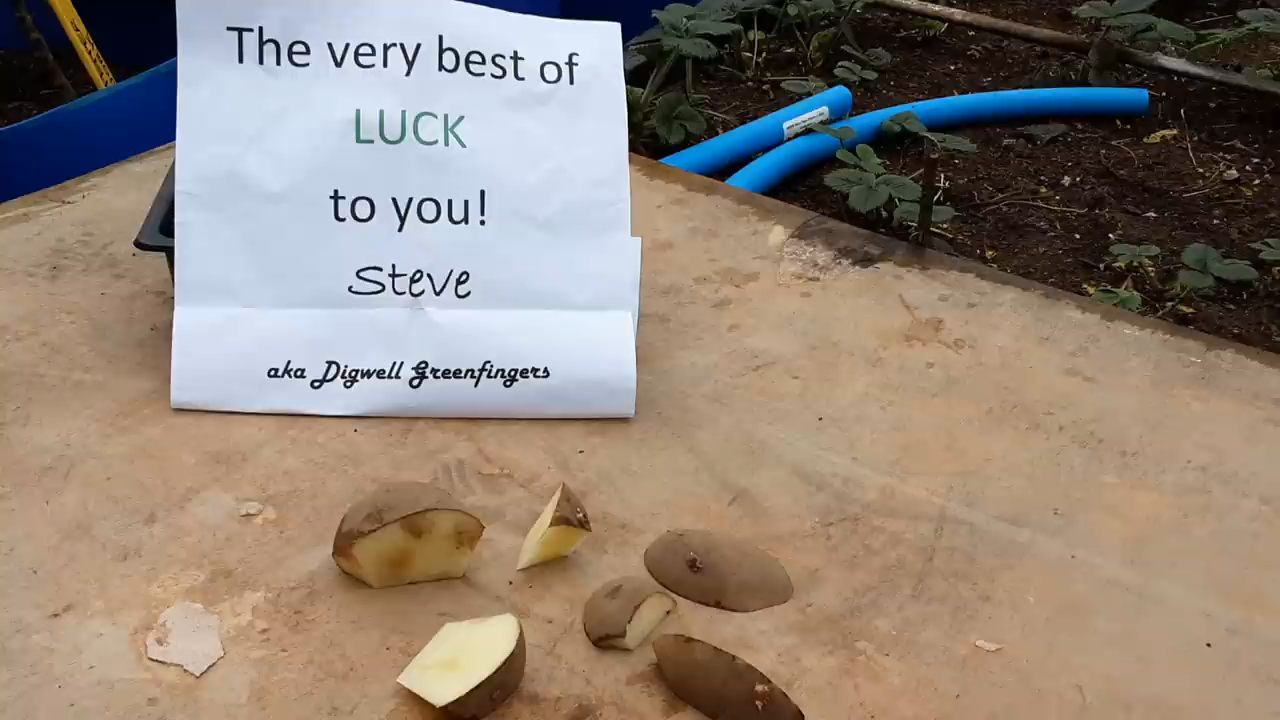 The very best of
LUCK
to you!
Steve
aka Digwell Greenfingers